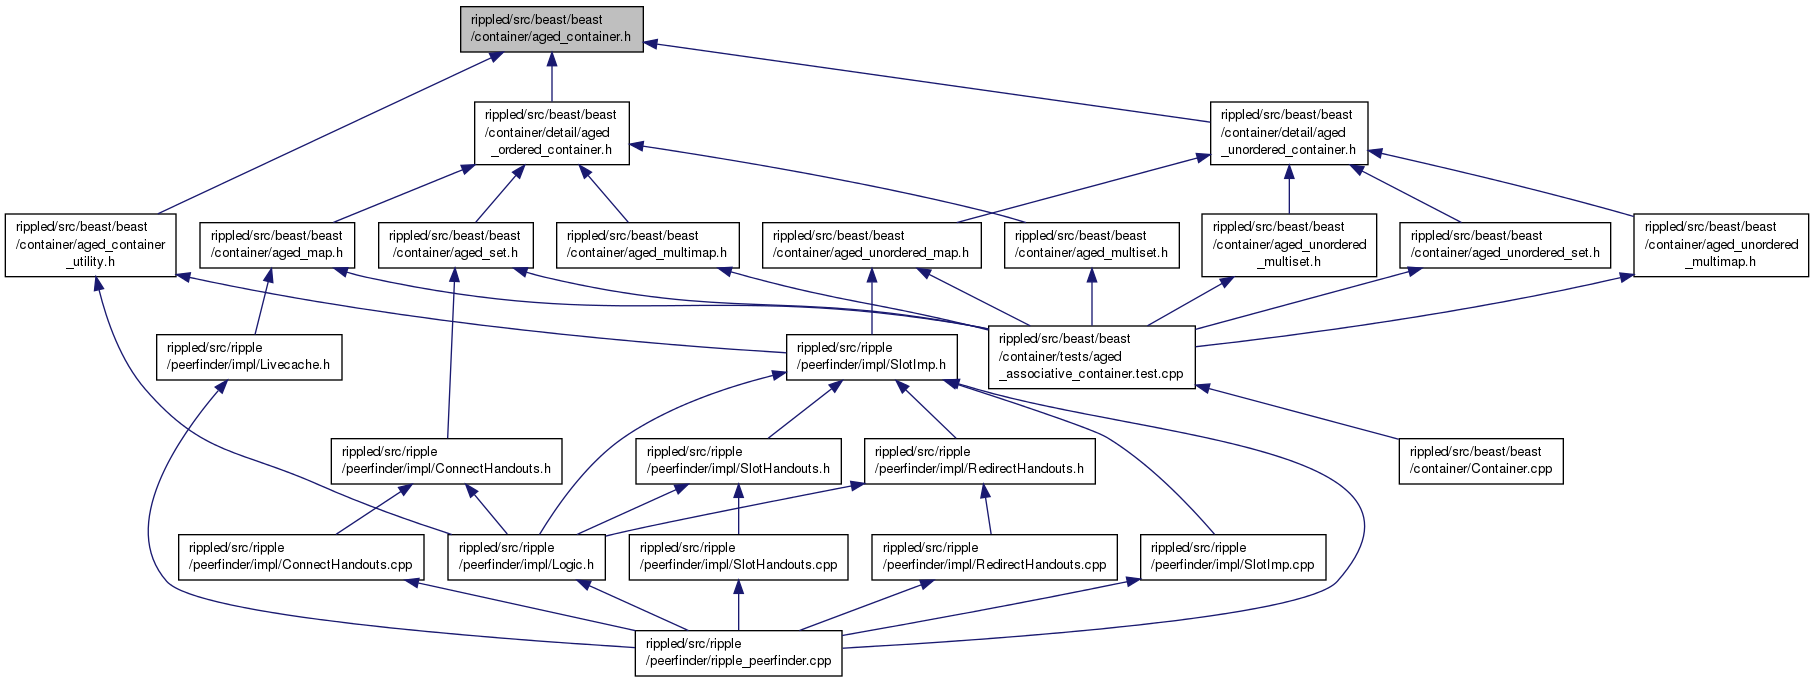 rippled/src/beast/beast
/container/aged_container.h
rippled/src/beast/beast
/container/detail/aged
_ordered_container.h
rippled/src/beast/beast
/container/detail/aged
_unordered_container.h
rippled/src/beast/beast
/container/aged_container
_utility.h
rippled/src/beast/beast
/container/aged_map.h
rippled/src/beast/beast
/container/aged_set.h
rippled/src/beast/beast
/container/aged_multimap.h
rippled/src/beast/beast
/container/aged_unordered_map.h
rippled/src/beast/beast
/container/aged_multiset.h
rippled/src/beast/beast
/container/aged_unordered
_multiset.h
rippled/src/beast/beast
/container/aged_unordered_set.h
rippled/src/beast/beast
/container/aged_unordered
_multimap.h
rippled/src/ripple
/peerfinder/impl/Livecache.h
rippled/src/ripple
/peerfinder/impl/SlotImp.h
rippled/src/beast/beast
/container/tests/aged
_associative_container.test.cpp
rippled/src/ripple
/peerfinder/impl/ConnectHandouts.h
rippled/src/ripple
/peerfinder/impl/SlotHandouts.h
rippled/src/ripple
/peerfinder/impl/RedirectHandouts.h
rippled/src/beast/beast
/container/Container.cpp
rippled/src/ripple
/peerfinder/impl/ConnectHandouts.cpp
rippled/src/ripple
/peerfinder/impl/Logic.h
rippled/src/ripple
/peerfinder/impl/SlotHandouts.cpp
rippled/src/ripple
/peerfinder/impl/RedirectHandouts.cpp
rippled/src/ripple
/peerfinder/impl/SlotImp.cpp
rippled/src/ripple
/peerfinder/ripple_peerfinder.cpp